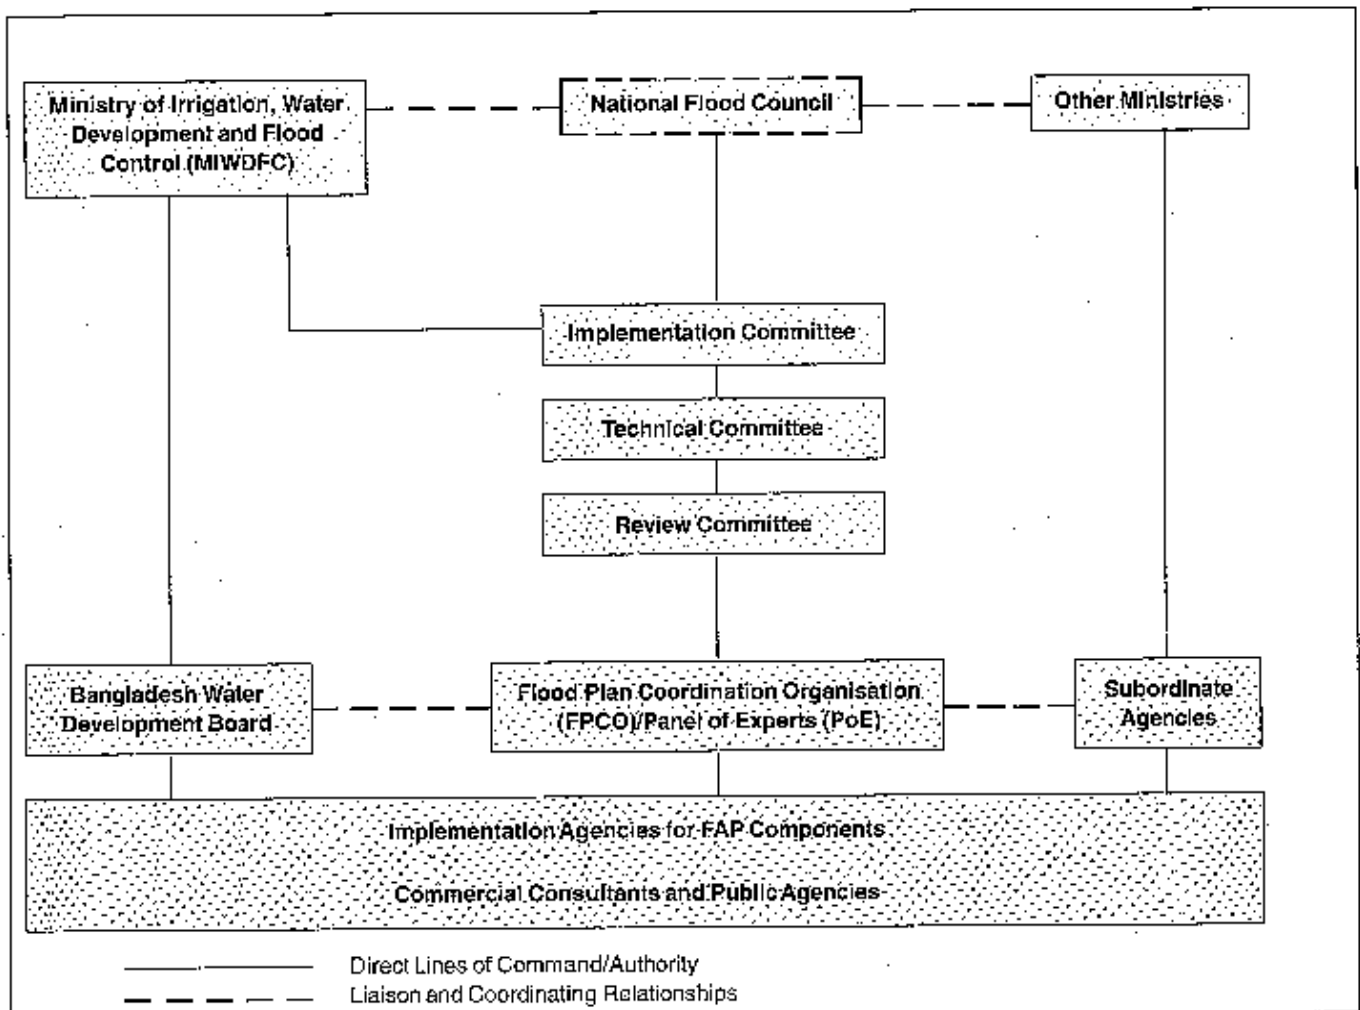 Ministry of Irrigation, Water
Development and Flood
Control (MIWDFC)
National Flood Council
Other Ministries
Implementation Committee
Technical Committee
Review Committee
Bangladesh Water
Development Board
Flood Plan Coordination Organisation
(FPCO)/Panel of Experts (PoE)
Subordinate
Agencies
Implementation Agencies for FAP Components
Commercial Consultants and Public Agencies
Direct Lines of Command/Authority
Liaison and Coordinating Relationships